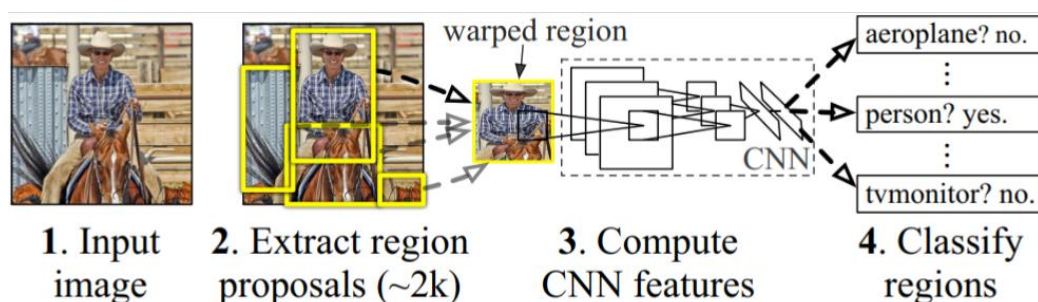 warped region
aeroplane? no.
⋮
person? yes.
⋮
tvmonitor? no.
CNN
1. Input
image
2. Extract region
proposals (~2k)
3. Compute
CNN features
4. Classify
regions